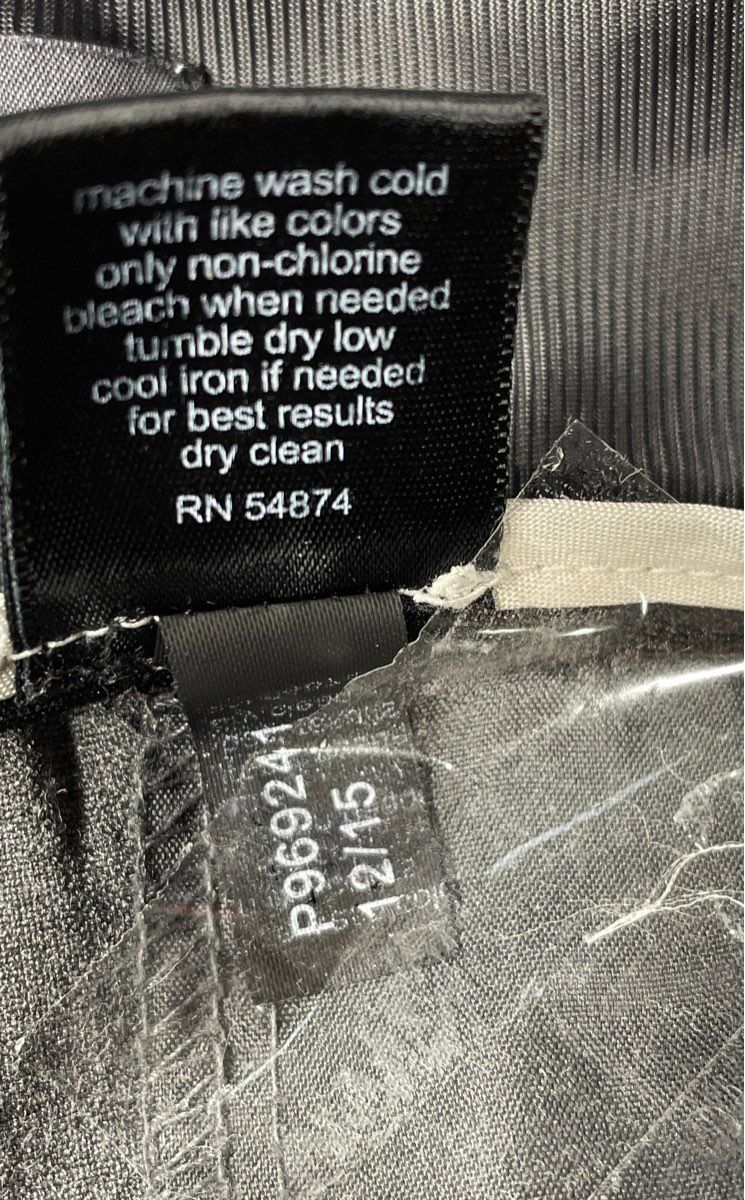 machine wash cold
with like colors
only non-chlorine
bleach when needed
tumble dry low
cool iron if needed
for best results
dry clean
RN 54874
P969241
12/15